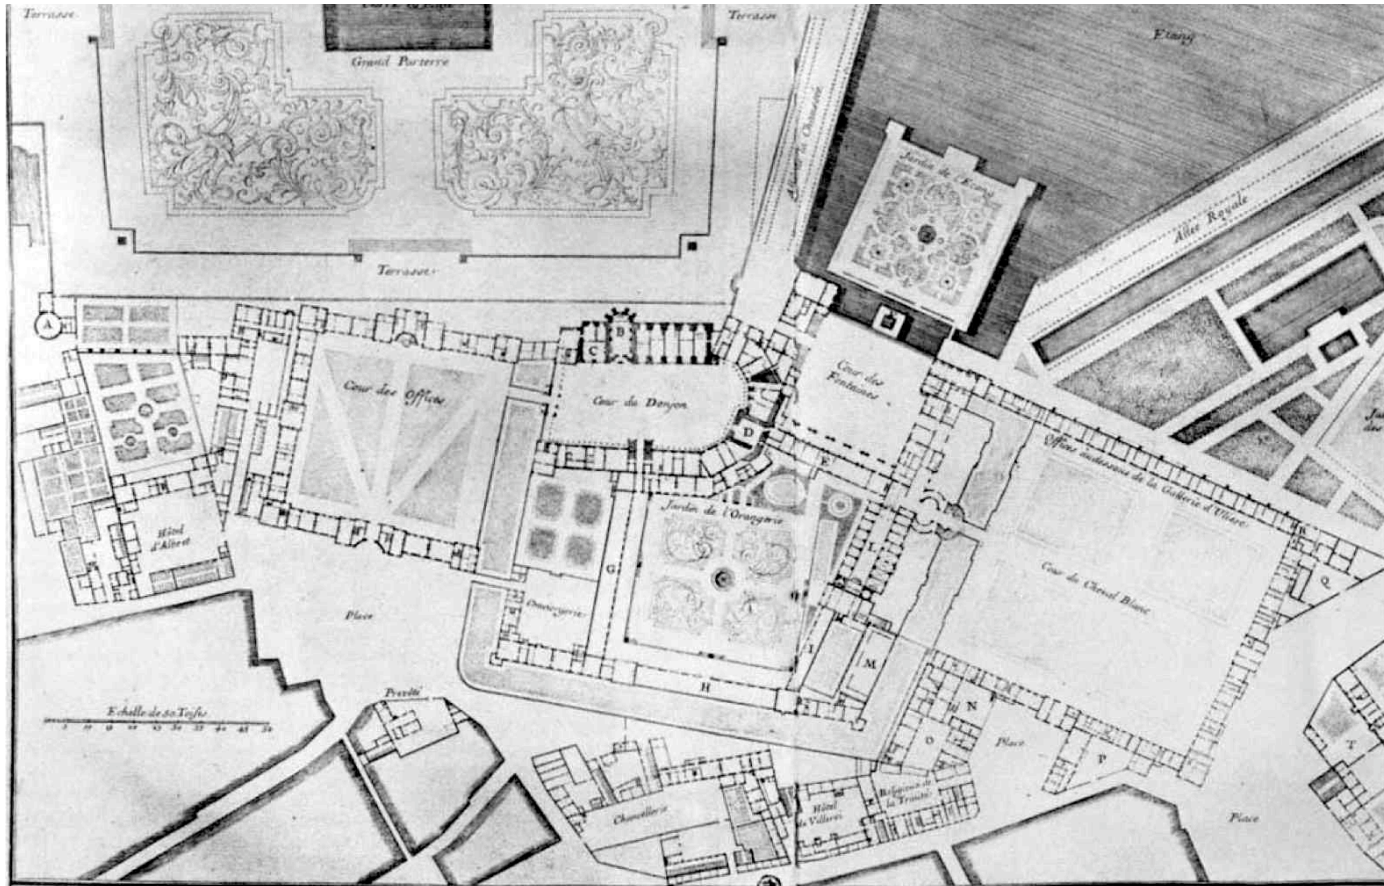 Terrasse.
Terrasse
Etang
Grand Parterre
Jardin de l'Etang
Allée Royale
Terrasse
A
B
C
Cour des Offices
Cour du Donjon
Cour des
Fontaines
D
Offices au dessous de la Gallerie d'Ulisse
Jardin de l'Orangerie
Hôtel
d'Albret
L
G
Cour du Cheval Blanc
Q
Place
I
M
H
N
O
Prévôté
Echelle de 50 Toises
Place
P
T
Chancellerie
Hôtel
de Villeroi
Religieux de
la Trinité
Place